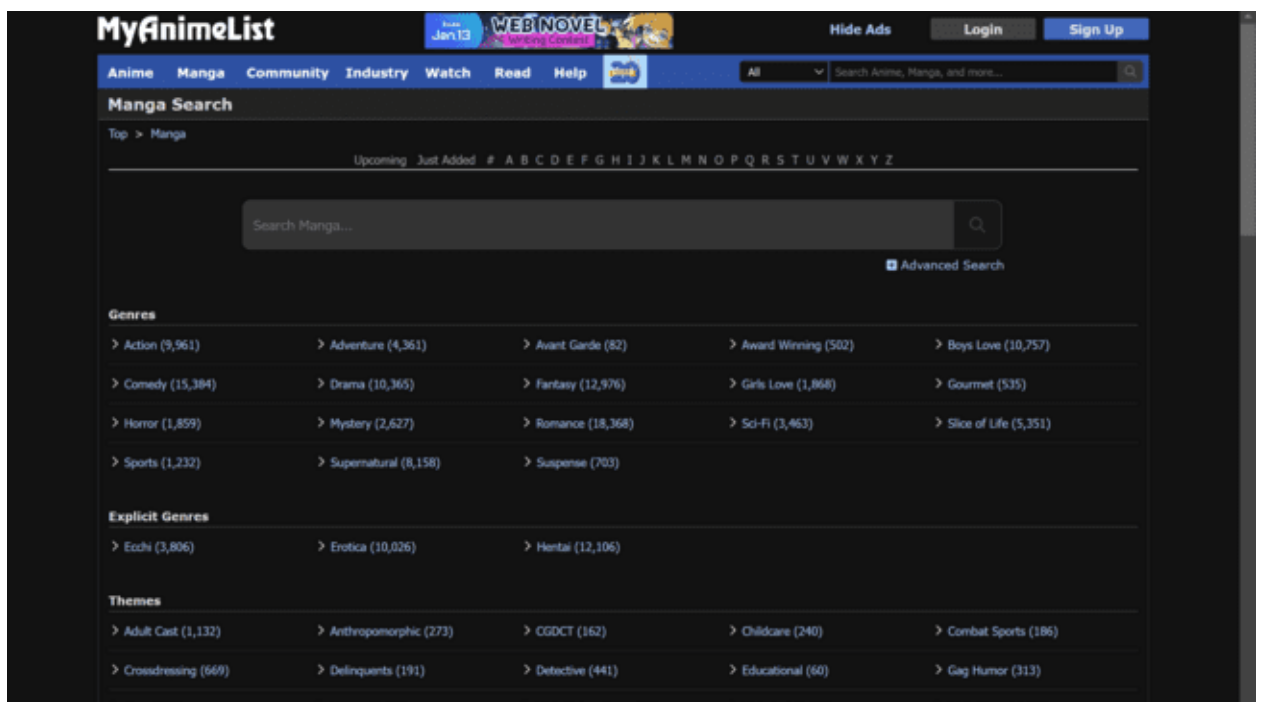 MyAnimeList
Jan.13
WEB NOVEL
Writing Contest
Hide Ads
Login
Sign Up
Anime Manga Community Industry Watch Read Help
All
Search Anime, Manga, and more...
Manga Search
Top > Manga
Upcoming Just Added # A B C D E F G H I J K L M N O P Q R S T U V W X Y Z
Search Manga...
Advanced Search
Genres
Action (9,961) Adventure (4,361) Avant Garde (82) Award Winning (502) Boys Love (10,757)
Comedy (15,384) Drama (10,365) Fantasy (12,976) Girls Love (1,868) Gourmet (535)
Horror (1,859) Mystery (2,627) Romance (18,368) Sci-Fi (3,463) Slice of Life (5,351)
Sports (1,232) Supernatural (8,158) Suspense (703)
Explicit Genres
Ecchi (3,806) Erotica (10,026) Hentai (12,106)
Themes
Adult Cast (1,132) Anthropomorphic (273) CGDCT (162) Childcare (240) Combat Sports (186)
Crossdressing (669) Delinquents (191) Detective (441) Educational (60) Gag Humor (313)